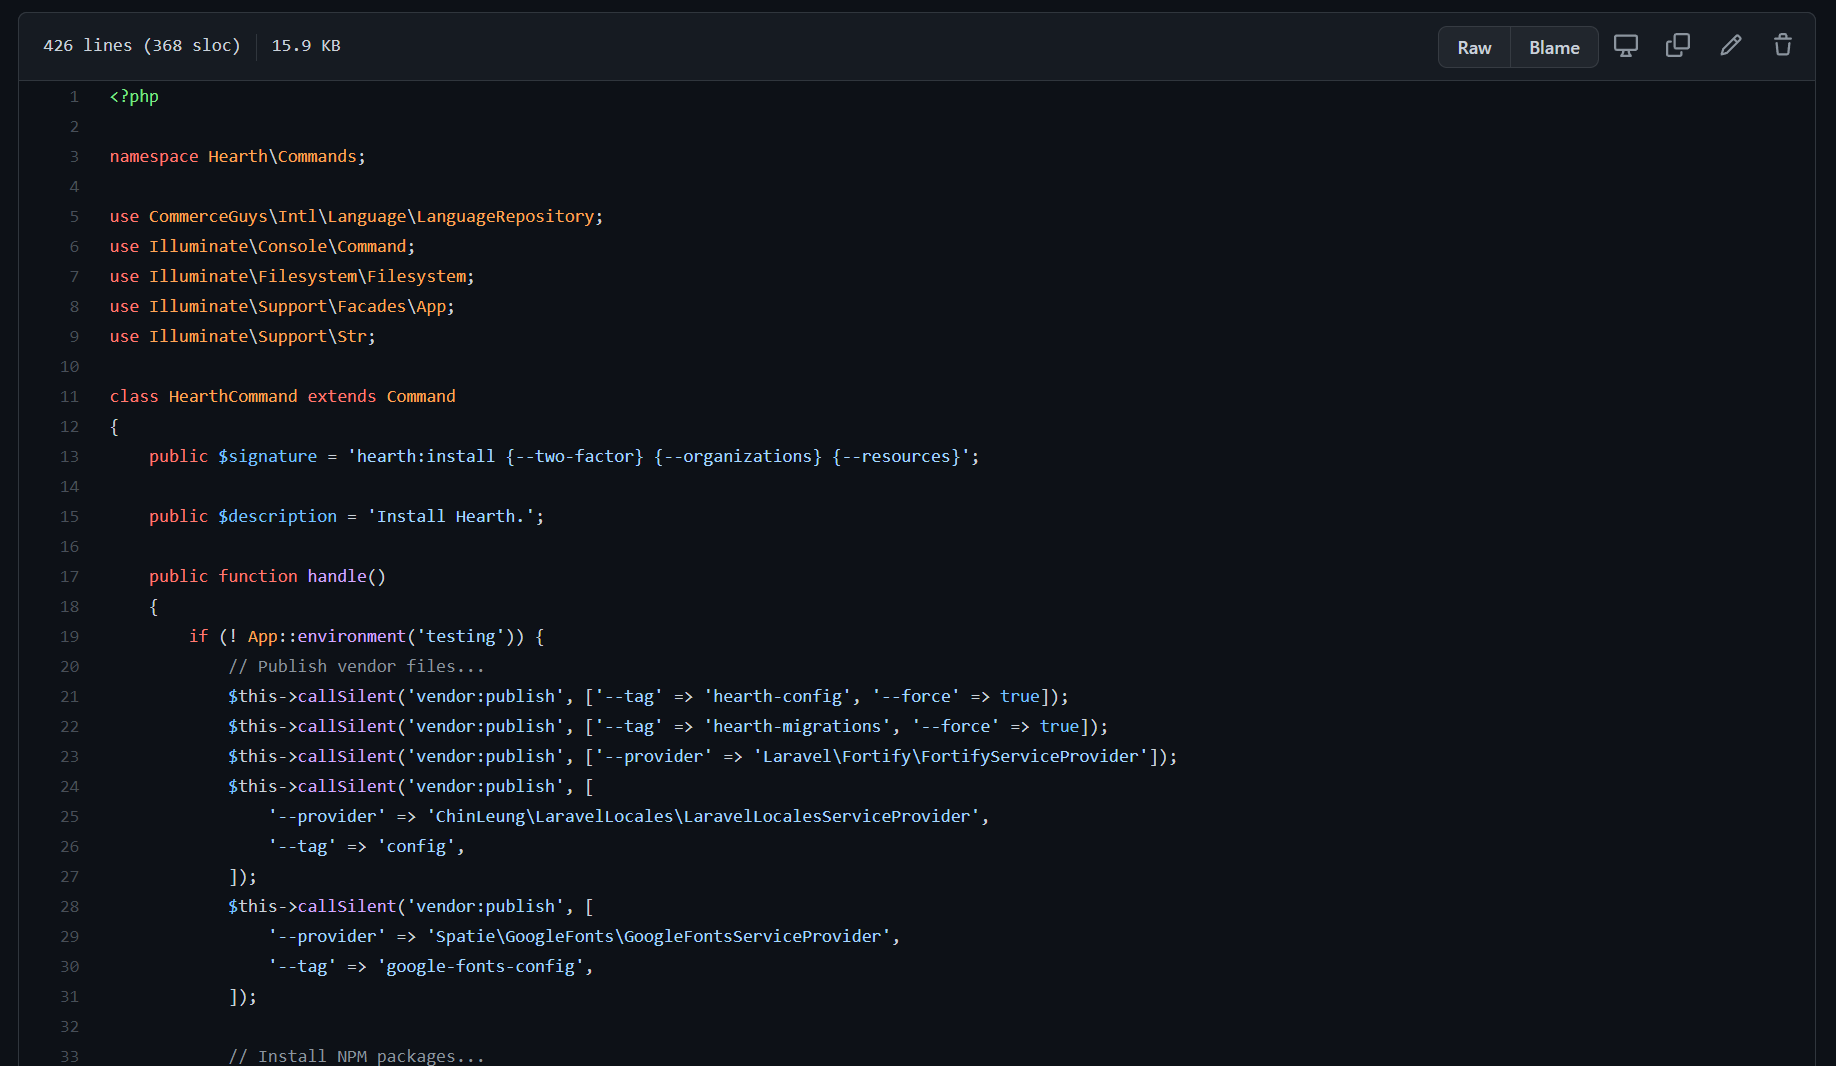 426 lines (368 sloc) 15.9 KB Raw Blame
1 <?php
2
3 namespace Hearth\Commands;
4
5 use CommerceGuys\Intl\Language\LanguageRepository;
6 use Illuminate\Console\Command;
7 use Illuminate\Filesystem\Filesystem;
8 use Illuminate\Support\Facades\App;
9 use Illuminate\Support\Str;
10
11 class HearthCommand extends Command
12 {
13     public $signature = 'hearth:install {--two-factor} {--organizations} {--resources}';
14
15     public $description = 'Install Hearth.';
16
17     public function handle()
18     {
19         if (! App::environment('testing')) {
20             // Publish vendor files...
21             $this->callSilent('vendor:publish', ['--tag' => 'hearth-config', '--force' => true]);
22             $this->callSilent('vendor:publish', ['--tag' => 'hearth-migrations', '--force' => true]);
23             $this->callSilent('vendor:publish', ['--provider' => 'Laravel\Fortify\FortifyServiceProvider']);
24             $this->callSilent('vendor:publish', [
25                 '--provider' => 'ChinLeung\LaravelLocales\LaravelLocalesServiceProvider',
26                 '--tag' => 'config',
27             ]);
28             $this->callSilent('vendor:publish', [
29                 '--provider' => 'Spatie\GoogleFonts\GoogleFontsServiceProvider',
30                 '--tag' => 'google-fonts-config',
31             ]);
32
33             // Install NPM packages...